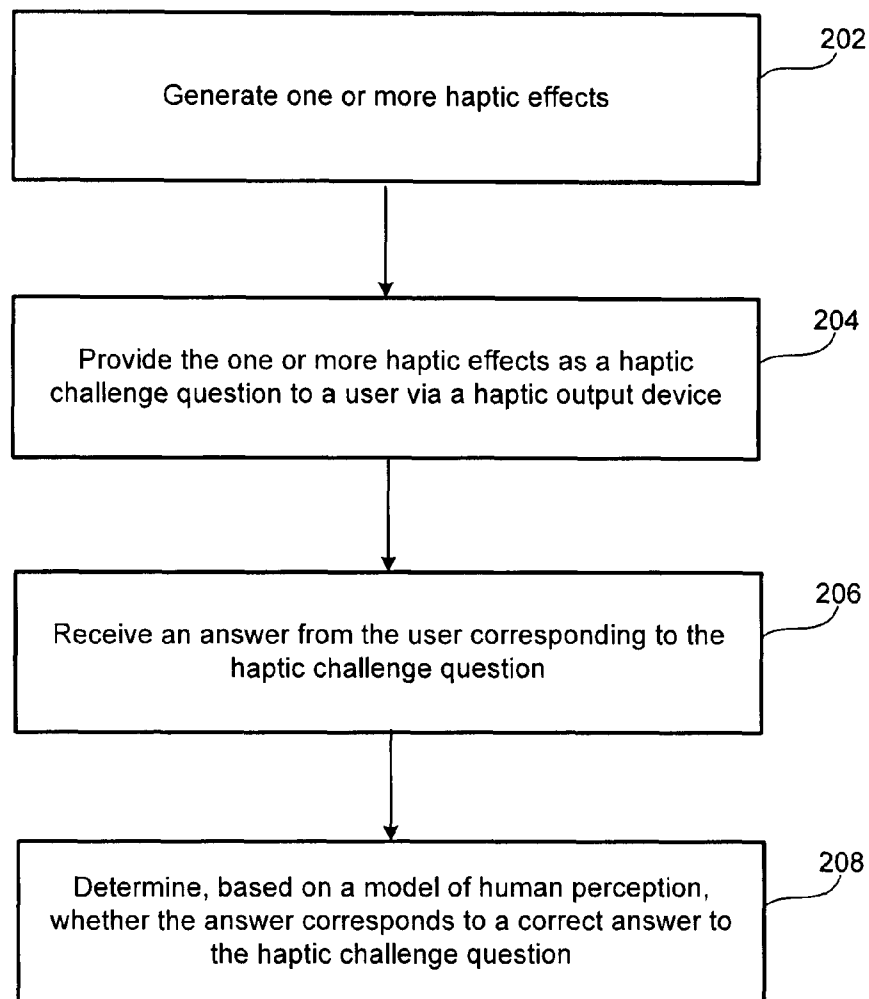 202
Generate one or more haptic effects
204
Provide the one or more haptic effects as a haptic
challenge question to a user via a haptic output device
206
Receive an answer from the user corresponding to the
haptic challenge question
208
Determine, based on a model of human perception,
whether the answer corresponds to a correct answer to
the haptic challenge question